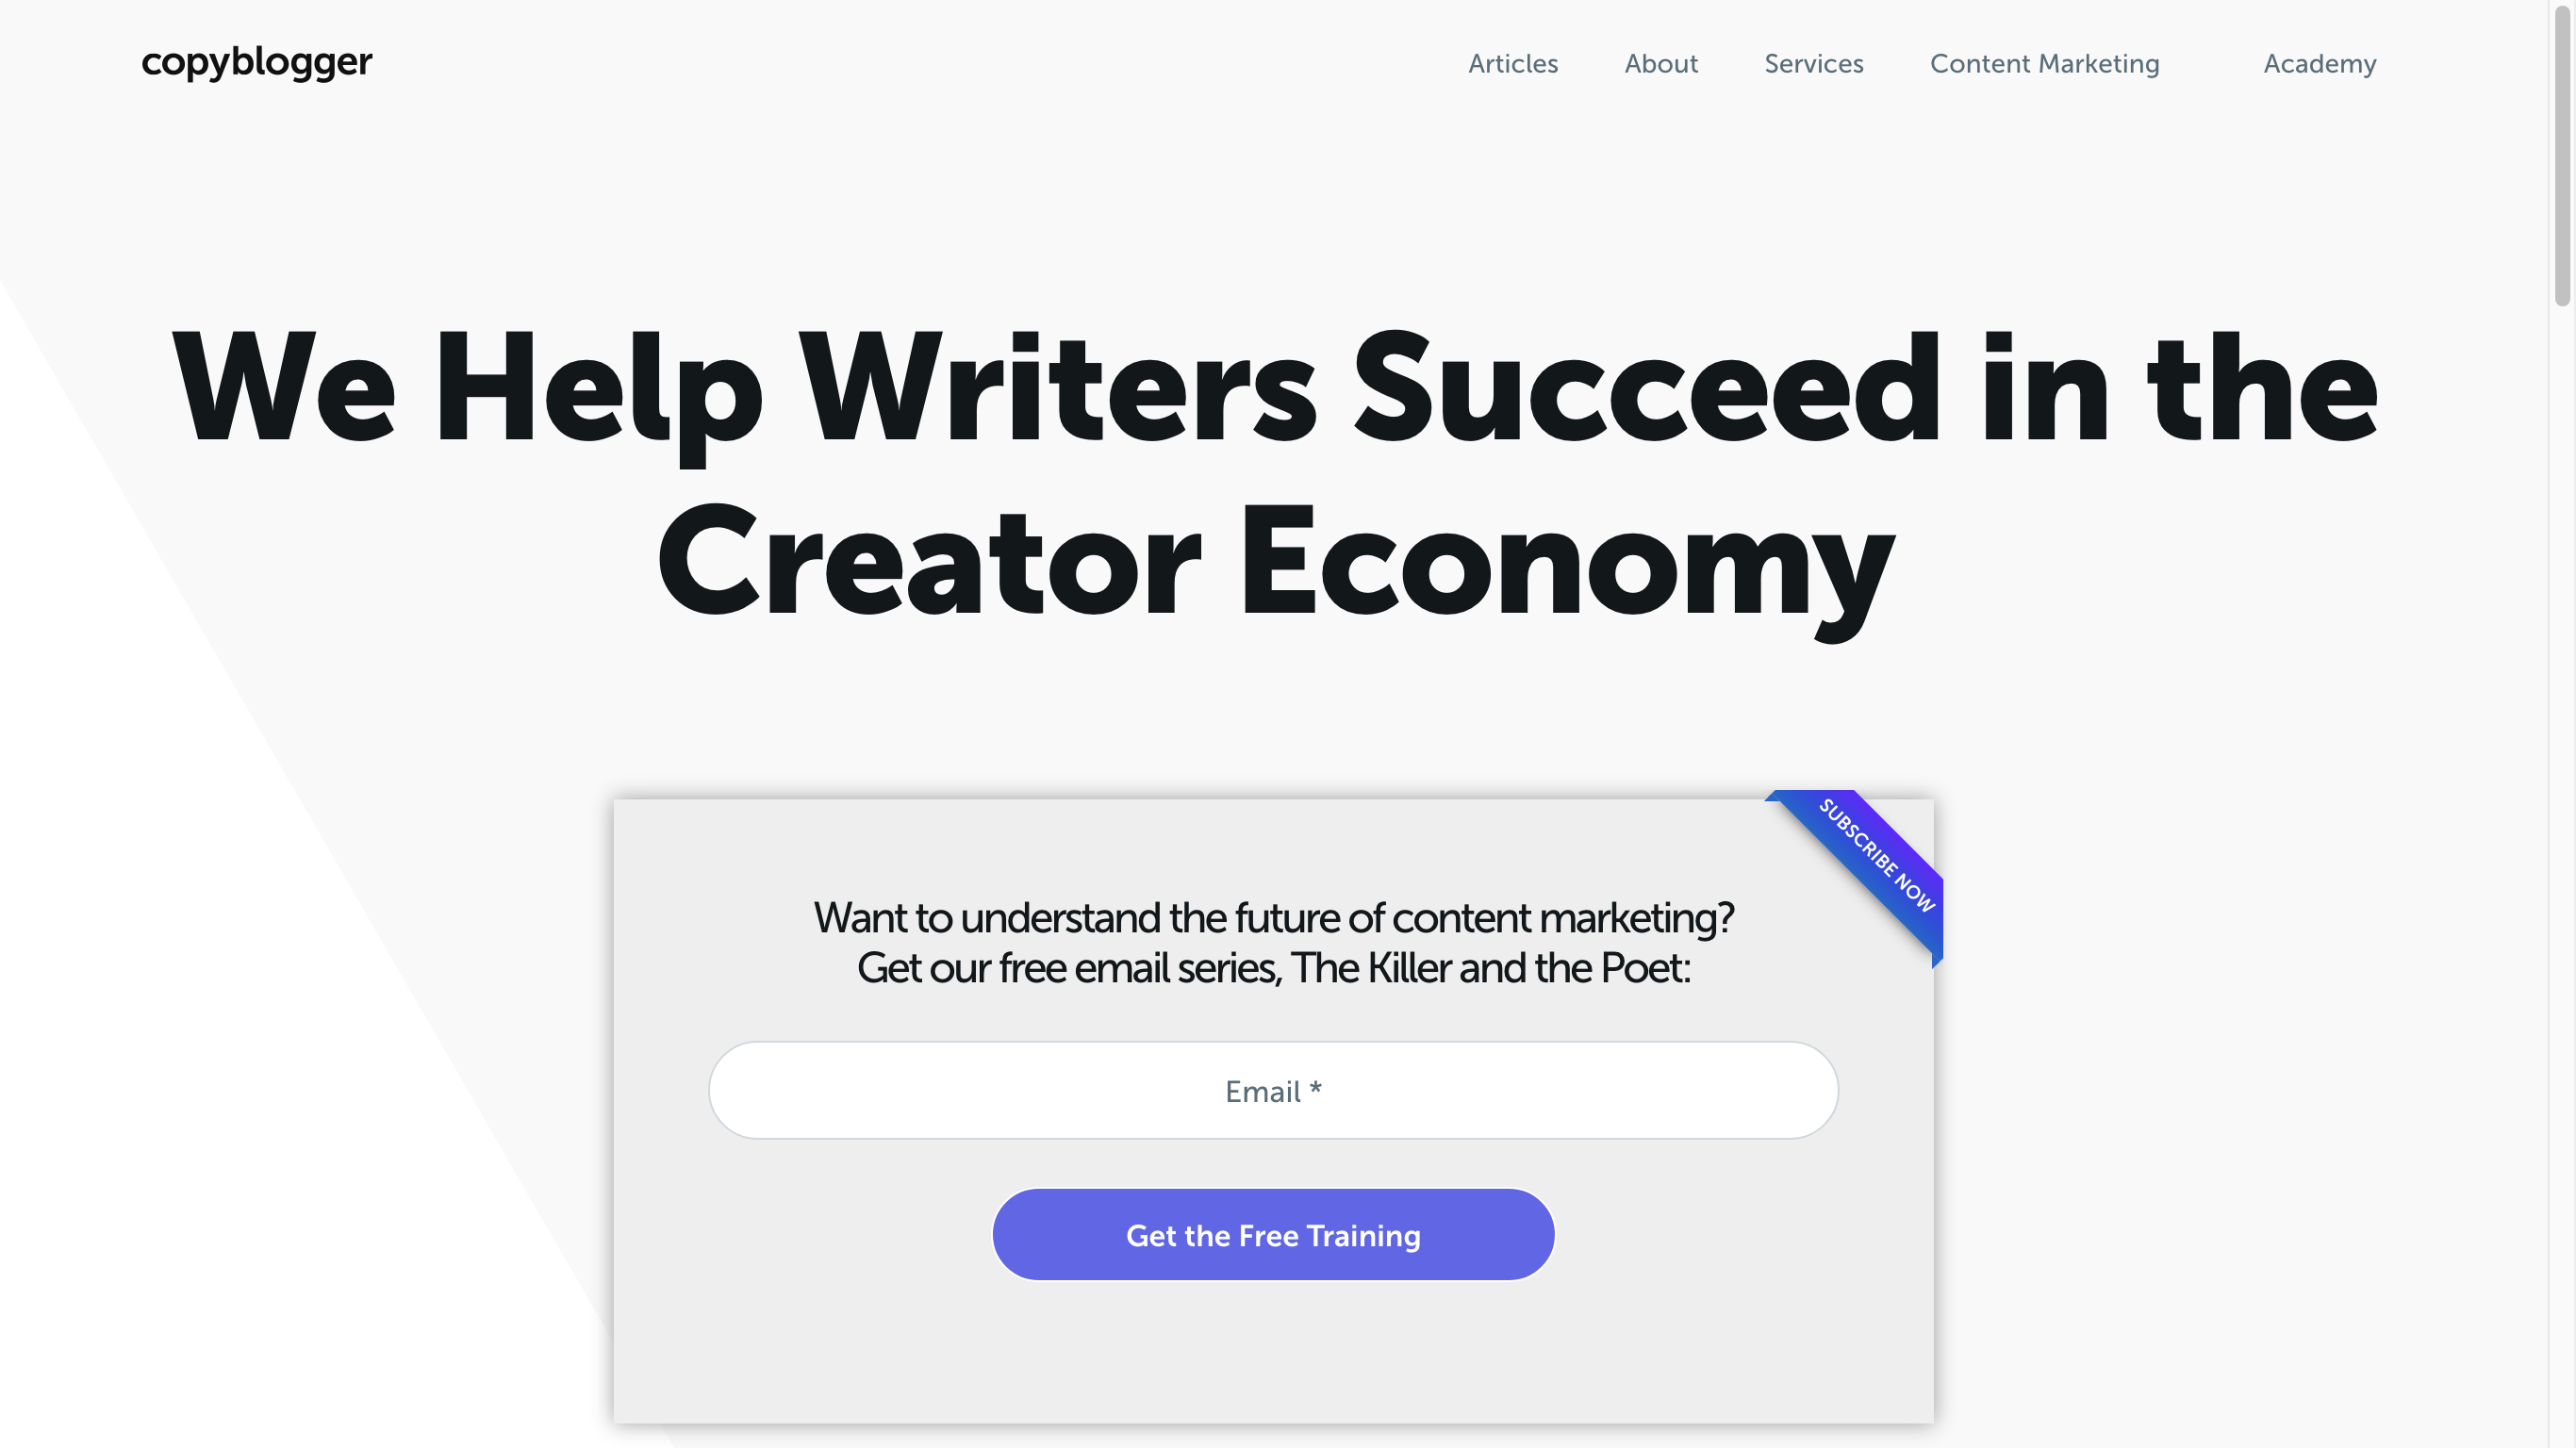 copyblogger
Articles About Services Content Marketing Academy
We Help Writers Succeed in the
Creator Economy
SUBSCRIBE NOW
Want to understand the future of content marketing?
Get our free email series, The Killer and the Poet:
Email *
Get the Free Training